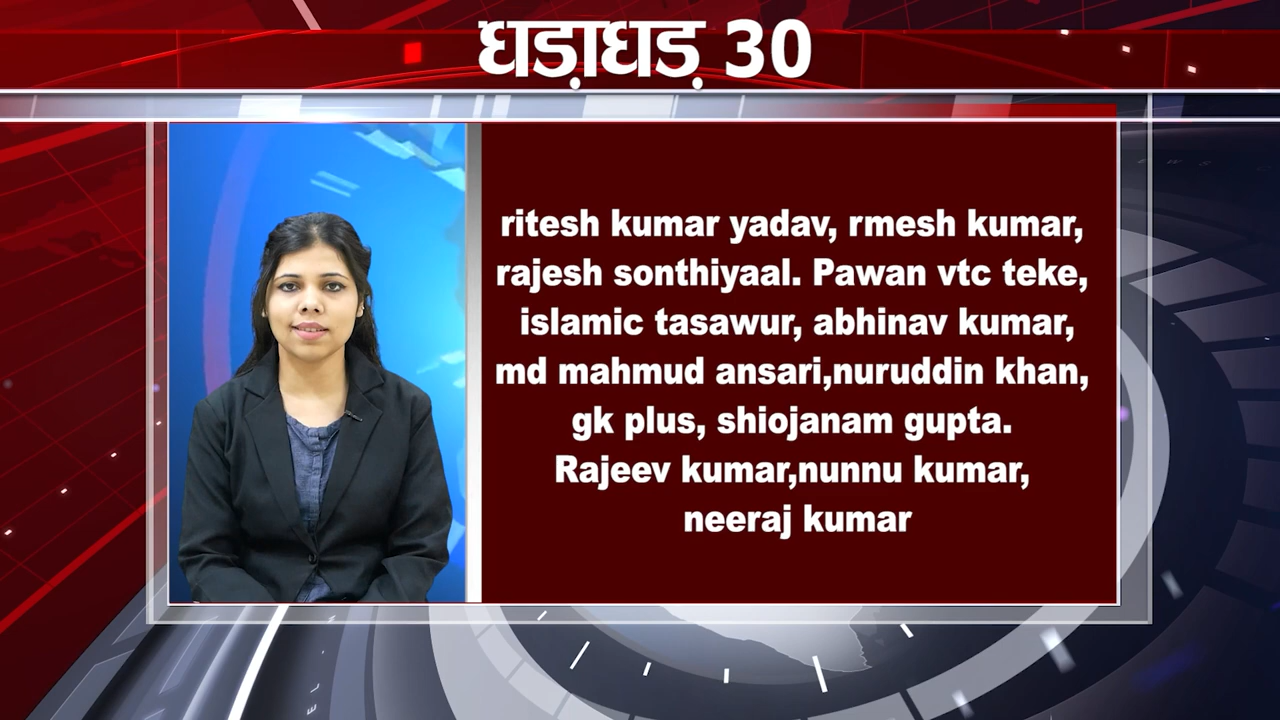 धड़ाधड़ 30
ritesh kumar yadav, rmesh kumar,
rajesh sonthiyaal. Pawan vtc teke,
islamic tasawur, abhinav kumar,
md mahmud ansari,nuruddin khan,
gk plus, shiojanam gupta.
Rajeev kumar,nunnu kumar,
neeraj kumar